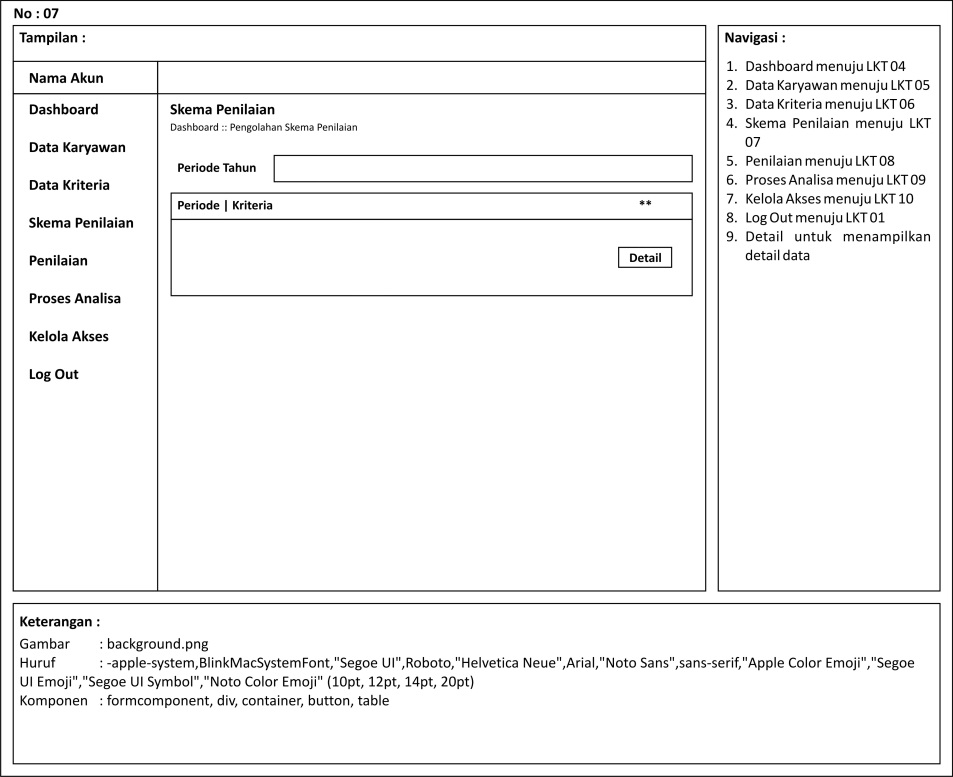 No : 07
Tampilan :
Nama Akun
Dashboard
Data Karyawan
Data Kriteria
Skema Penilaian
Penilaian
Proses Analisa
Kelola Akses
Log Out
Skema Penilaian
Dashboard :: Pengolahan Skema Penilaian
Periode Tahun
Periode | Kriteria **
Detail
Navigasi :
1. Dashboard menuju LKT 04
2. Data Karyawan menuju LKT 05
3. Data Kriteria menuju LKT 06
4. Skema Penilaian menuju LKT
07
5. Penilaian menuju LKT 08
6. Proses Analisa menuju LKT 09
7. Kelola Akses menuju LKT 10
8. Log Out menuju LKT 01
9. Detail untuk menampilkan
detail data
Keterangan :
Gambar : background.png
Huruf : -apple-system,BlinkMacSystemFont,"Segoe UI",Roboto,"Helvetica Neue",Arial,"Noto Sans",sans-serif,"Apple Color Emoji","Segoe
UI Emoji","Segoe UI Symbol","Noto Color Emoji" (10pt, 12pt, 14pt, 20pt)
Komponen : formcomponent, div, container, button, table